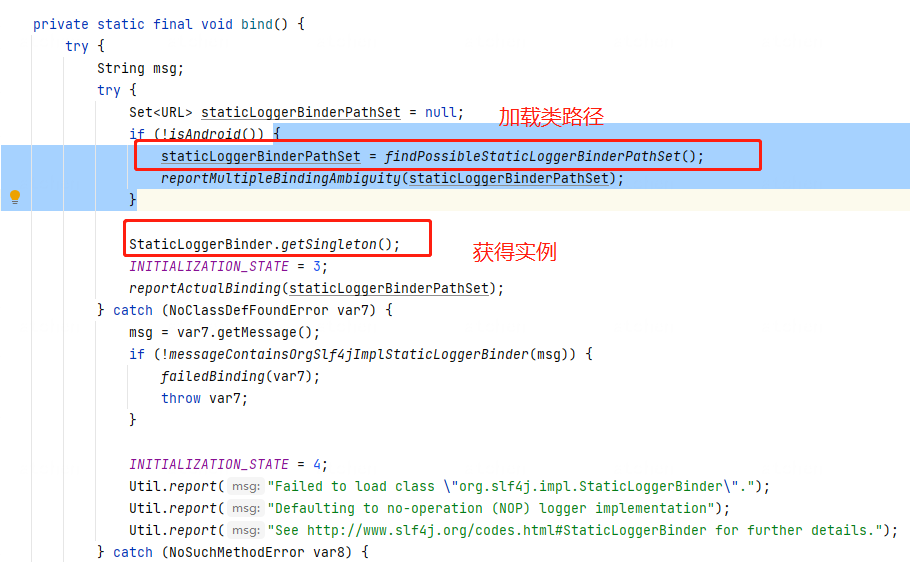 private static final void bind() {
try {
String msg;
try {
Set<URL> staticLoggerBinderPathSet = null;
加载类路径
if (!isAndroid()) {
staticLoggerBinderPathSet = findPossibleStaticLoggerBinderPathSet();
reportMultipleBindingAmbiguity(staticLoggerBinderPathSet);
}
StaticLoggerBinder.getSingleton();
获得实例
INITIALIZATION_STATE = 3;
reportActualBinding(staticLoggerBinderPathSet);
} catch (NoClassDefFoundError var7) {
msg = var7.getMessage();
if (!messageContainsOrgSlf4jImplStaticLoggerBinder(msg)) {
failedBinding(var7);
throw var7;
}
INITIALIZATION_STATE = 4;
Util.report( msg: "Failed to load class \"org.slf4j.impl.StaticLoggerBinder\".");
Util.report( msg: "Defaulting to no-operation (NOP) logger implementation");
Util.report( msg: "See http://www.slf4j.org/codes.html#StaticLoggerBinder for further details.");
} catch (NoSuchMethodError var8) {